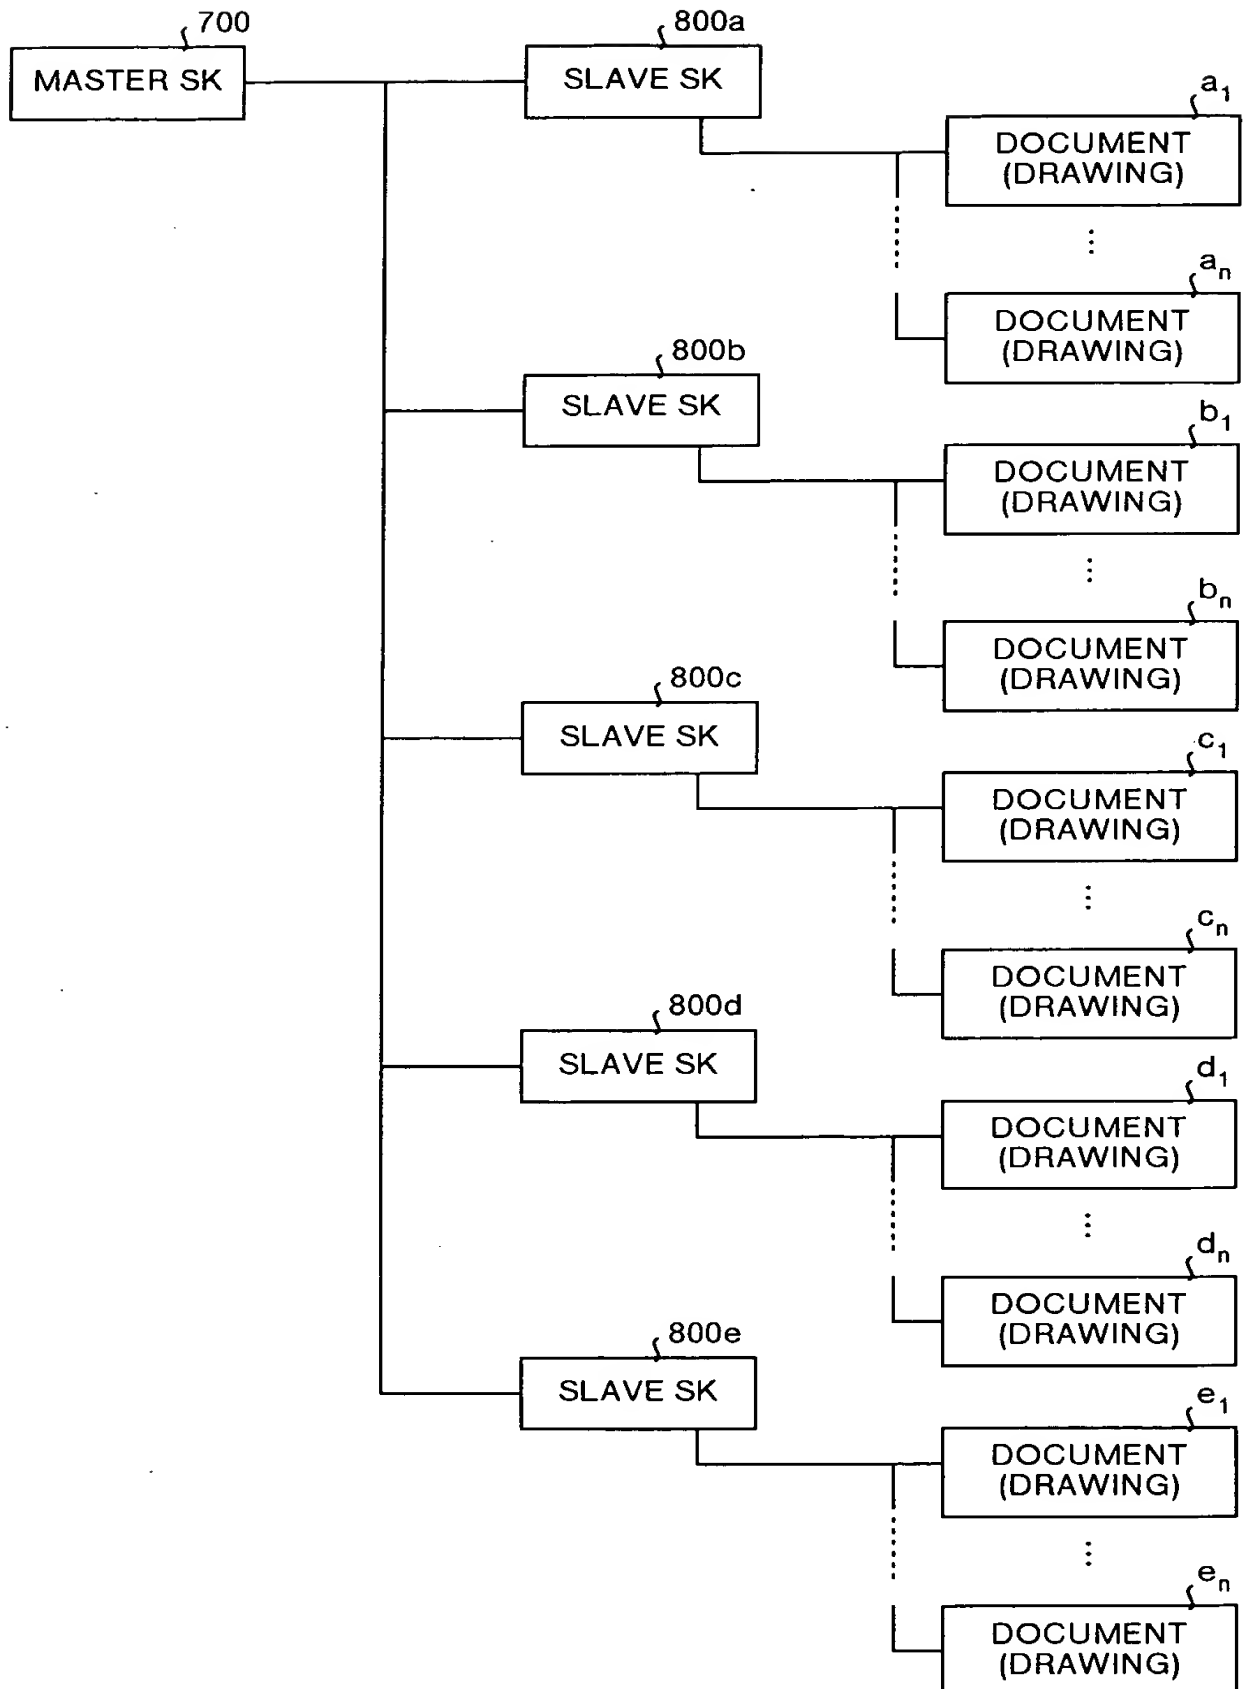 700
MASTER SK
800a
SLAVE SK
a1
DOCUMENT
(DRAWING)
an
DOCUMENT
(DRAWING)
800b
SLAVE SK
b1
DOCUMENT
(DRAWING)
bn
DOCUMENT
(DRAWING)
800c
SLAVE SK
c1
DOCUMENT
(DRAWING)
cn
DOCUMENT
(DRAWING)
800d
SLAVE SK
d1
DOCUMENT
(DRAWING)
dn
DOCUMENT
(DRAWING)
800e
SLAVE SK
e1
DOCUMENT
(DRAWING)
en
DOCUMENT
(DRAWING)